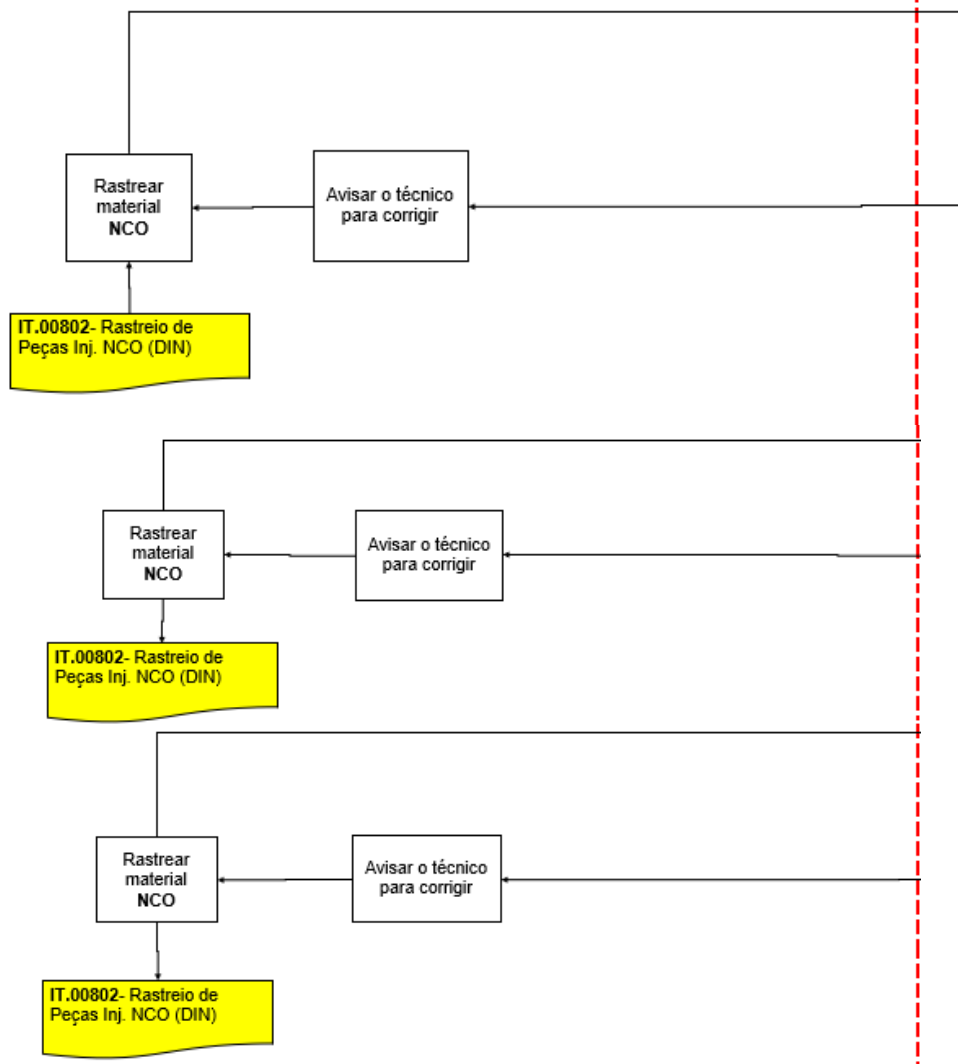 Rastrear
material
NCO
Avisar o técnico
para corrigir
IT.00802- Rastreio de
Peças Inj. NCO (DIN)
Rastrear
material
NCO
Avisar o técnico
para corrigir
IT.00802- Rastreio de
Peças Inj. NCO (DIN)
Rastrear
material
NCO
Avisar o técnico
para corrigir
IT.00802- Rastreio de
Peças Inj. NCO (DIN)